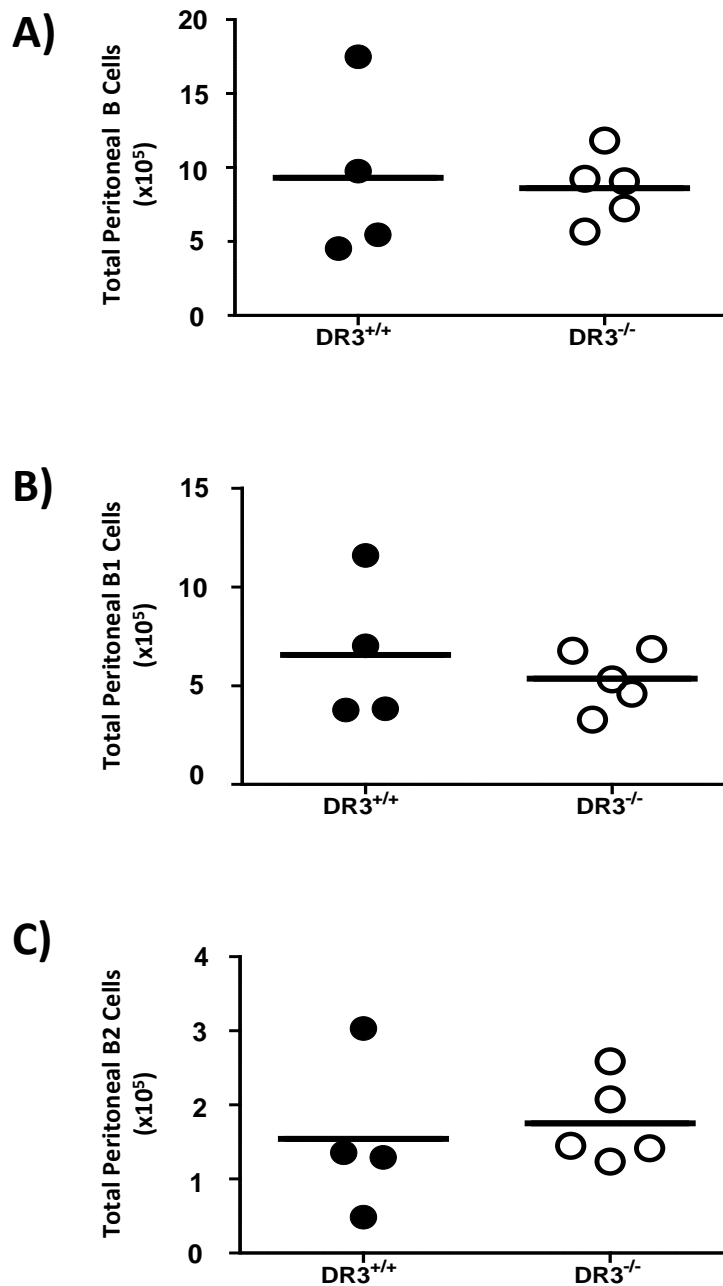 A)
Total Peritoneal B Cells
(x10⁵)
20
15
10
5
0
DR3⁺/⁺
DR3⁻/⁻
B)
Total Peritoneal B1 Cells
(x10⁵)
15
10
5
0
DR3⁺/⁺
DR3⁻/⁻
C)
Total Peritoneal B2 Cells
(x10⁵)
4
3
2
1
0
DR3⁺/⁺
DR3⁻/⁻